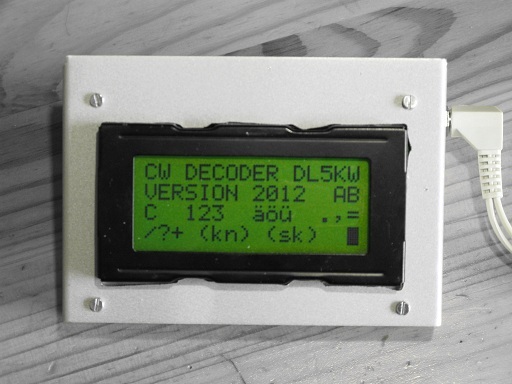 CW DECODER DL5KW
VERSION 2012 AB
C 123 äöü .,=
/?+ (kn) (sk)